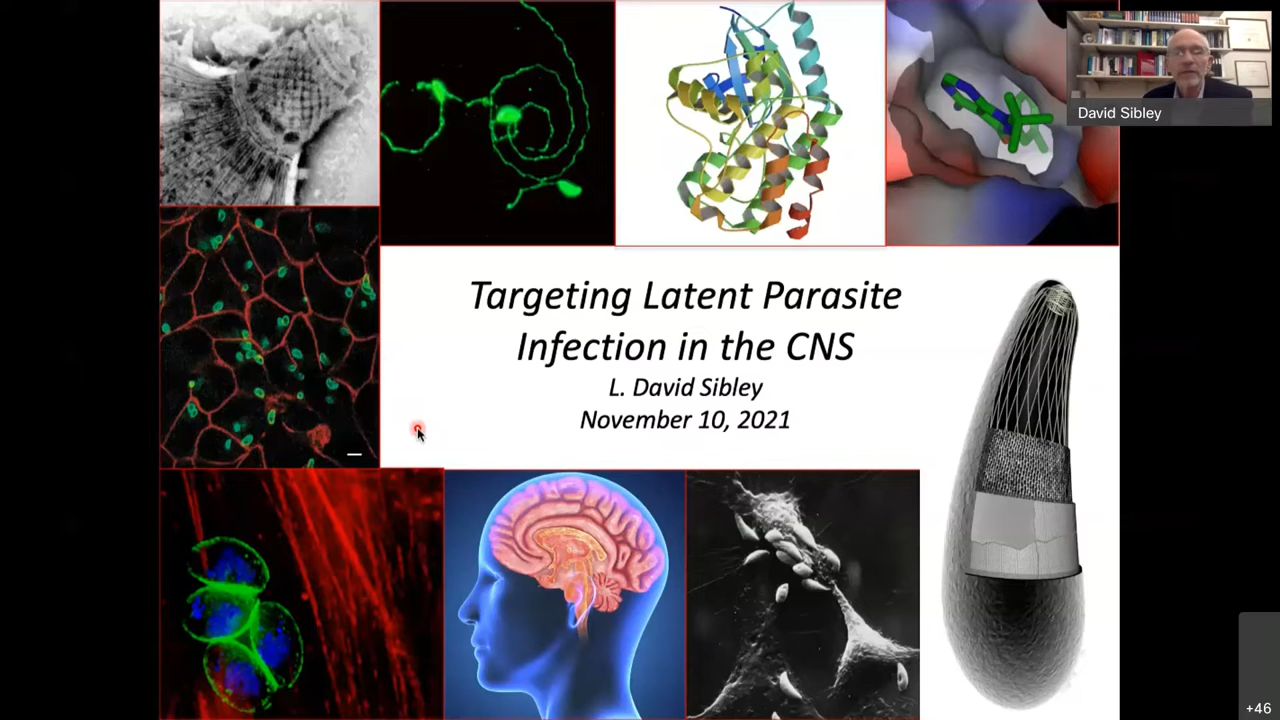 David Sibley
Targeting Latent Parasite
Infection in the CNS
L. David Sibley
November 10, 2021
+46